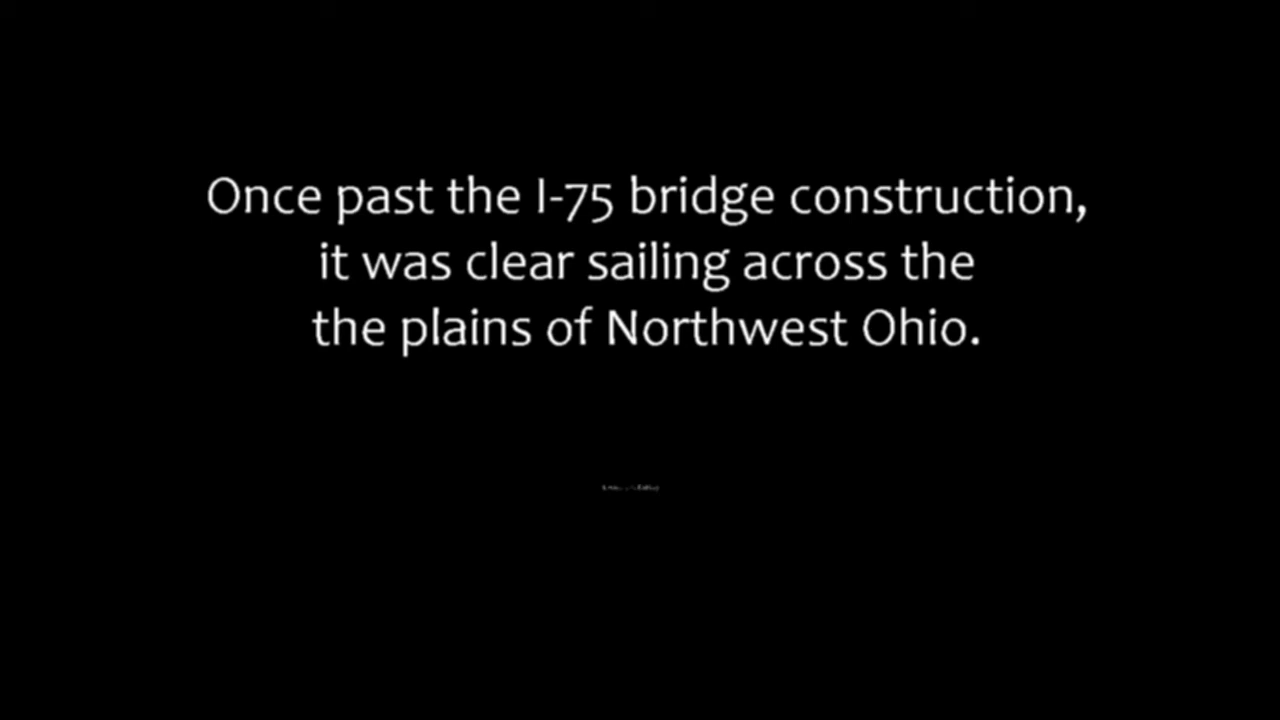 Once past the I-75 bridge construction,
it was clear sailing across the
the plains of Northwest Ohio.